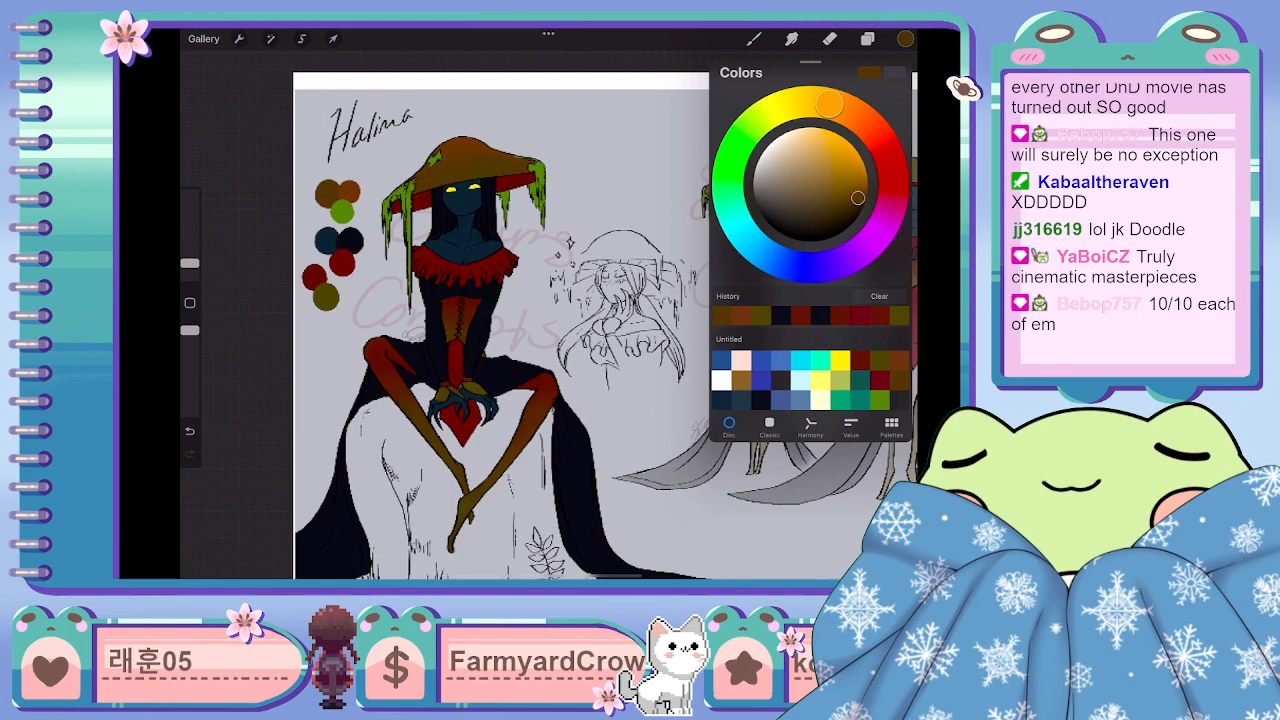 Gallery
Colors
Halima
History
Clear
Untitled
Disc
Classic
Harmony
Value
Palettes
every other DnD movie has
turned out SO good
Bebop757 This one
will surely be no exception
Kabaaltheraven
XDDDDD
jj316619 lol jk Doodle
YaBoiCZ Truly
cinematic masterpieces
Bebop757 10/10 each
of em
래훈05
$
FarmyardCrow